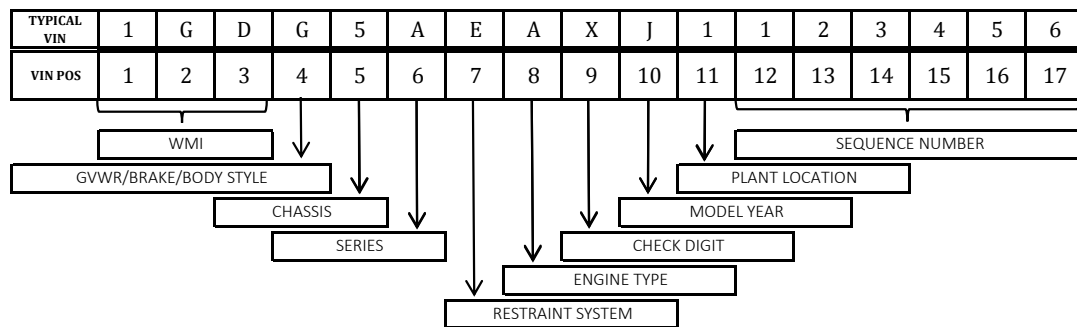 TYPICAL
VIN 1 G D G 5 A E A X J 1 1 2 3 4 5 6
VIN POS 1 2 3 4 5 6 7 8 9 10 11 12 13 14 15 16 17
WMI SEQUENCE NUMBER
GVWR/BRAKE/BODY STYLE PLANT LOCATION
CHASSIS MODEL YEAR
SERIES CHECK DIGIT
ENGINE TYPE
RESTRAINT SYSTEM